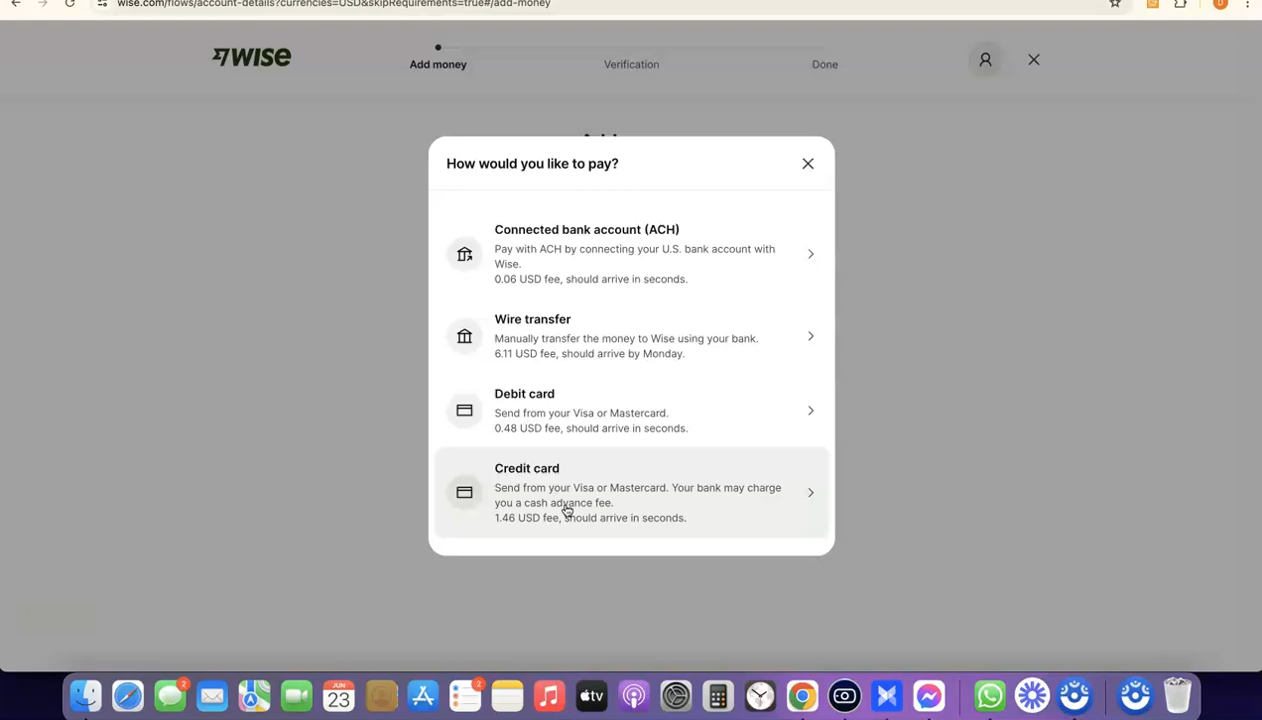 wise.com/flows/account-details?currencies=USD&skipRequirements=true#/add-money
WISE
Add money
Verification
Done
How would you like to pay?
Connected bank account (ACH)
Pay with ACH by connecting your U.S. bank account with
Wise.
0.06 USD fee, should arrive in seconds.
Wire transfer
Manually transfer the money to Wise using your bank.
6.11 USD fee, should arrive by Monday.
Debit card
Send from your Visa or Mastercard.
0.48 USD fee, should arrive in seconds.
Credit card
Send from your Visa or Mastercard. Your bank may charge
you a cash advance fee.
1.46 USD fee, should arrive in seconds.
2
JUN
23
2
tv